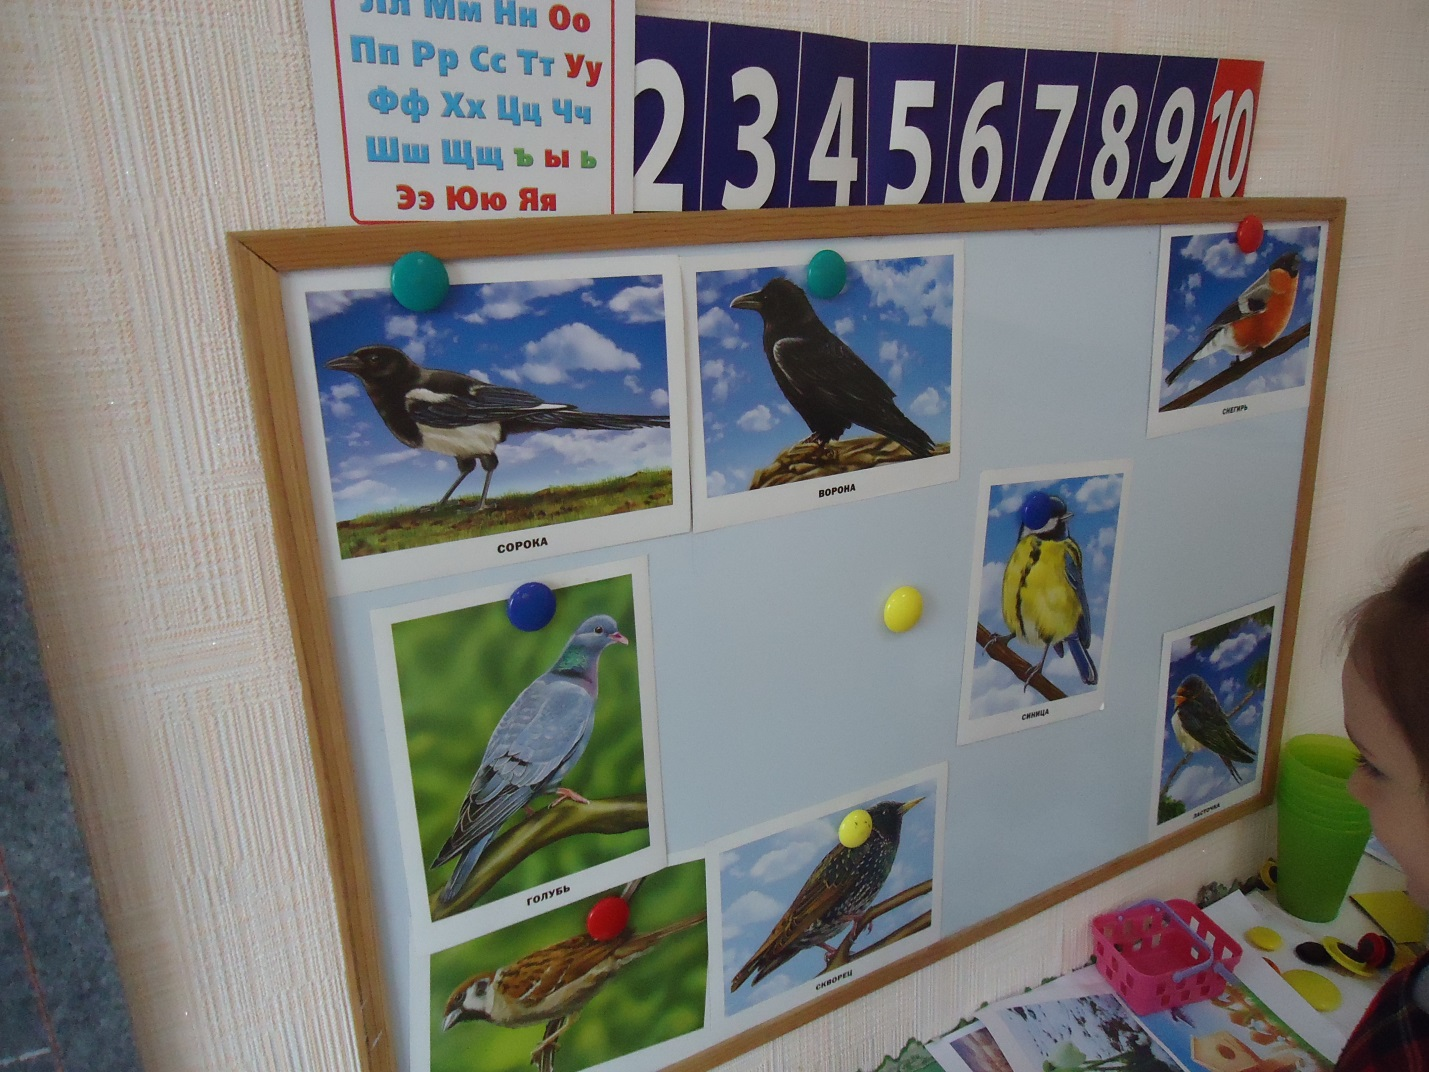 Лл Мм Нн Оо
Пп Рр Сс Тт Уу
Фф Хх Цц Чч
Шш Щщ ъ ы ь
Ээ Юю Яя
2 3 4 5 6 7 8 9 10
СОРОКА
ВОРОНА
СНЕГИРЬ
СИНИЦА
ГОЛУБЬ
ЛАСТОЧКА
СКВОРЕЦ